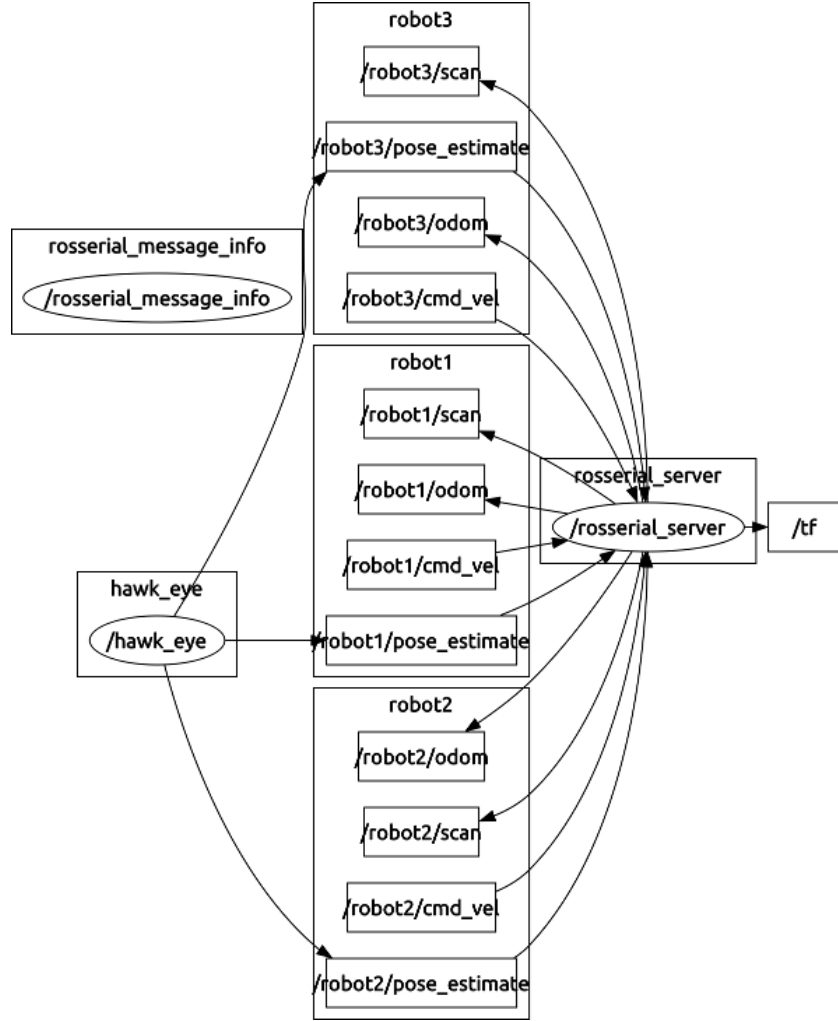 robot3
/robot3/scan
/robot3/pose_estimate
/robot3/odom
/robot3/cmd_vel
rosserial_message_info
/rosserial_message_info
robot1
/robot1/scan
/robot1/odom
/robot1/cmd_vel
/robot1/pose_estimate
rosserial_server
/rosserial_server
/tf
hawk_eye
/hawk_eye
robot2
/robot2/odom
/robot2/scan
/robot2/cmd_vel
/robot2/pose_estimate